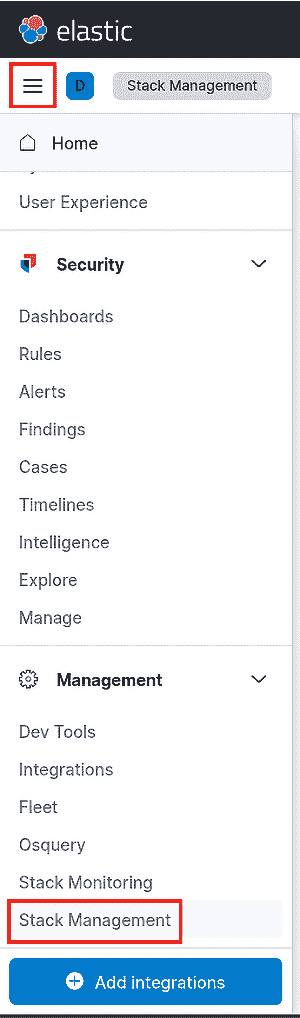 elastic
D
Stack Management
Home
User Experience
Security
Dashboards
Rules
Alerts
Findings
Cases
Timelines
Intelligence
Explore
Manage
Management
Dev Tools
Integrations
Fleet
Osquery
Stack Monitoring
Stack Management
Add integrations